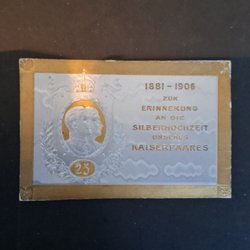 1881-1906
ZUR
ERINNERUNG
AN DIE
SILBERHOCHZEIT
UNSERES
KAISERPAARES
25